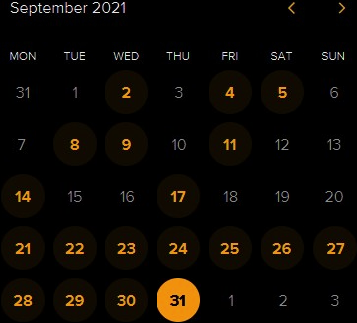 September 2021
MON TUE WED THU FRI SAT SUN
31 1 2 3 4 5 6
7 8 9 10 11 12 13
14 15 16 17 18 19 20
21 22 23 24 25 26 27
28 29 30 31 1 2 3